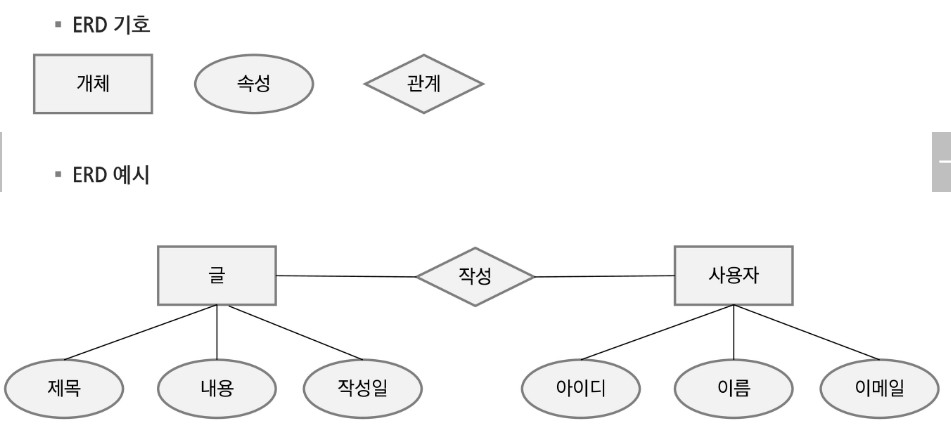 ▪ ERD 기호
개체 속성 관계
▪ ERD 예시
글 작성 사용자
제목 내용 작성일 아이디 이름 이메일